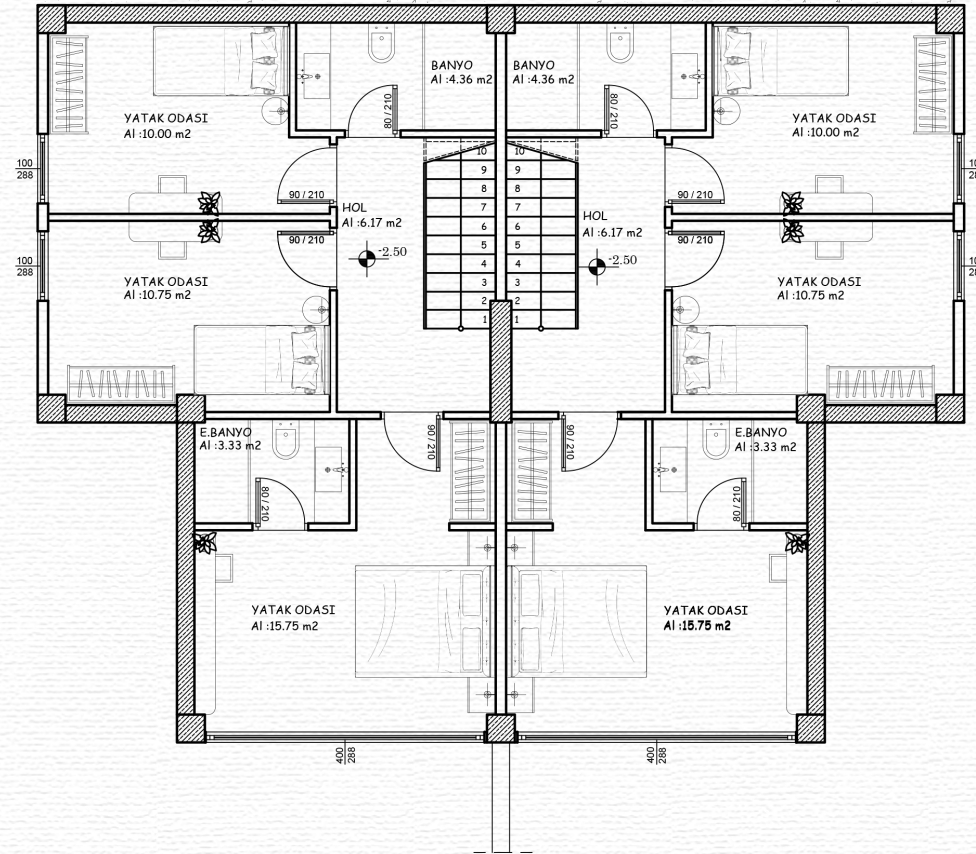 BANYO
Al :4.36 m2
BANYO
Al :4.36 m2
80 / 210
80 / 210
YATAK ODASI
Al :10.00 m2
YATAK ODASI
Al :10.00 m2
100
288
10
28
90 / 210
90 / 210
10
9
8
7
6
5
4
3
2
1
10
9
8
7
6
5
4
3
2
1
HOL
Al :6.17 m2
HOL
Al :6.17 m2
90 / 210
90 / 210
-2.50
-2.50
100
288
10
28
YATAK ODASI
Al :10.75 m2
YATAK ODASI
Al :10.75 m2
E.BANYO
Al :3.33 m2
E.BANYO
Al :3.33 m2
90 / 210
90 / 210
80 / 210
80 / 210
YATAK ODASI
Al :15.75 m2
YATAK ODASI
Al :15.75 m2
400
288
400
288